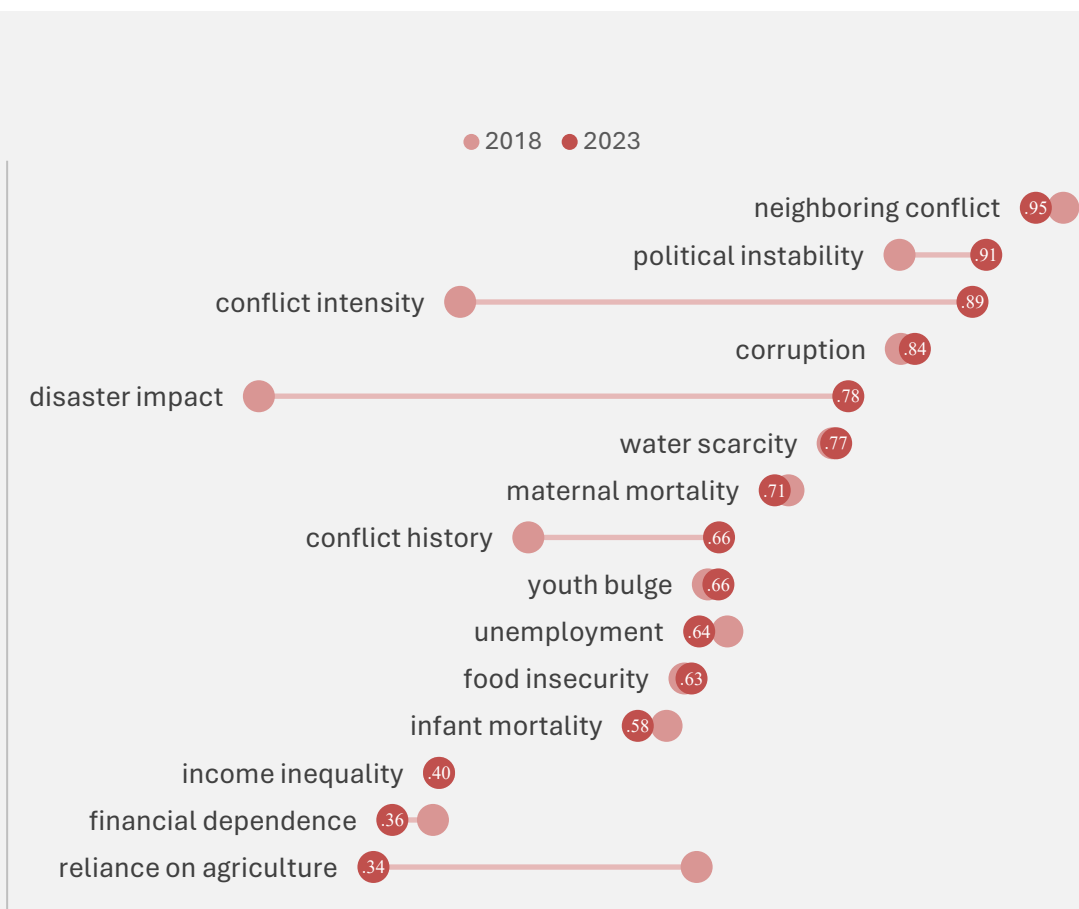 2018 2023
neighboring conflict .95
political instability .91
conflict intensity .89
corruption .84
disaster impact .78
water scarcity .77
maternal mortality .71
conflict history .66
youth bulge .66
unemployment .64
food insecurity .63
infant mortality .58
income inequality .40
financial dependence .36
reliance on agriculture .34